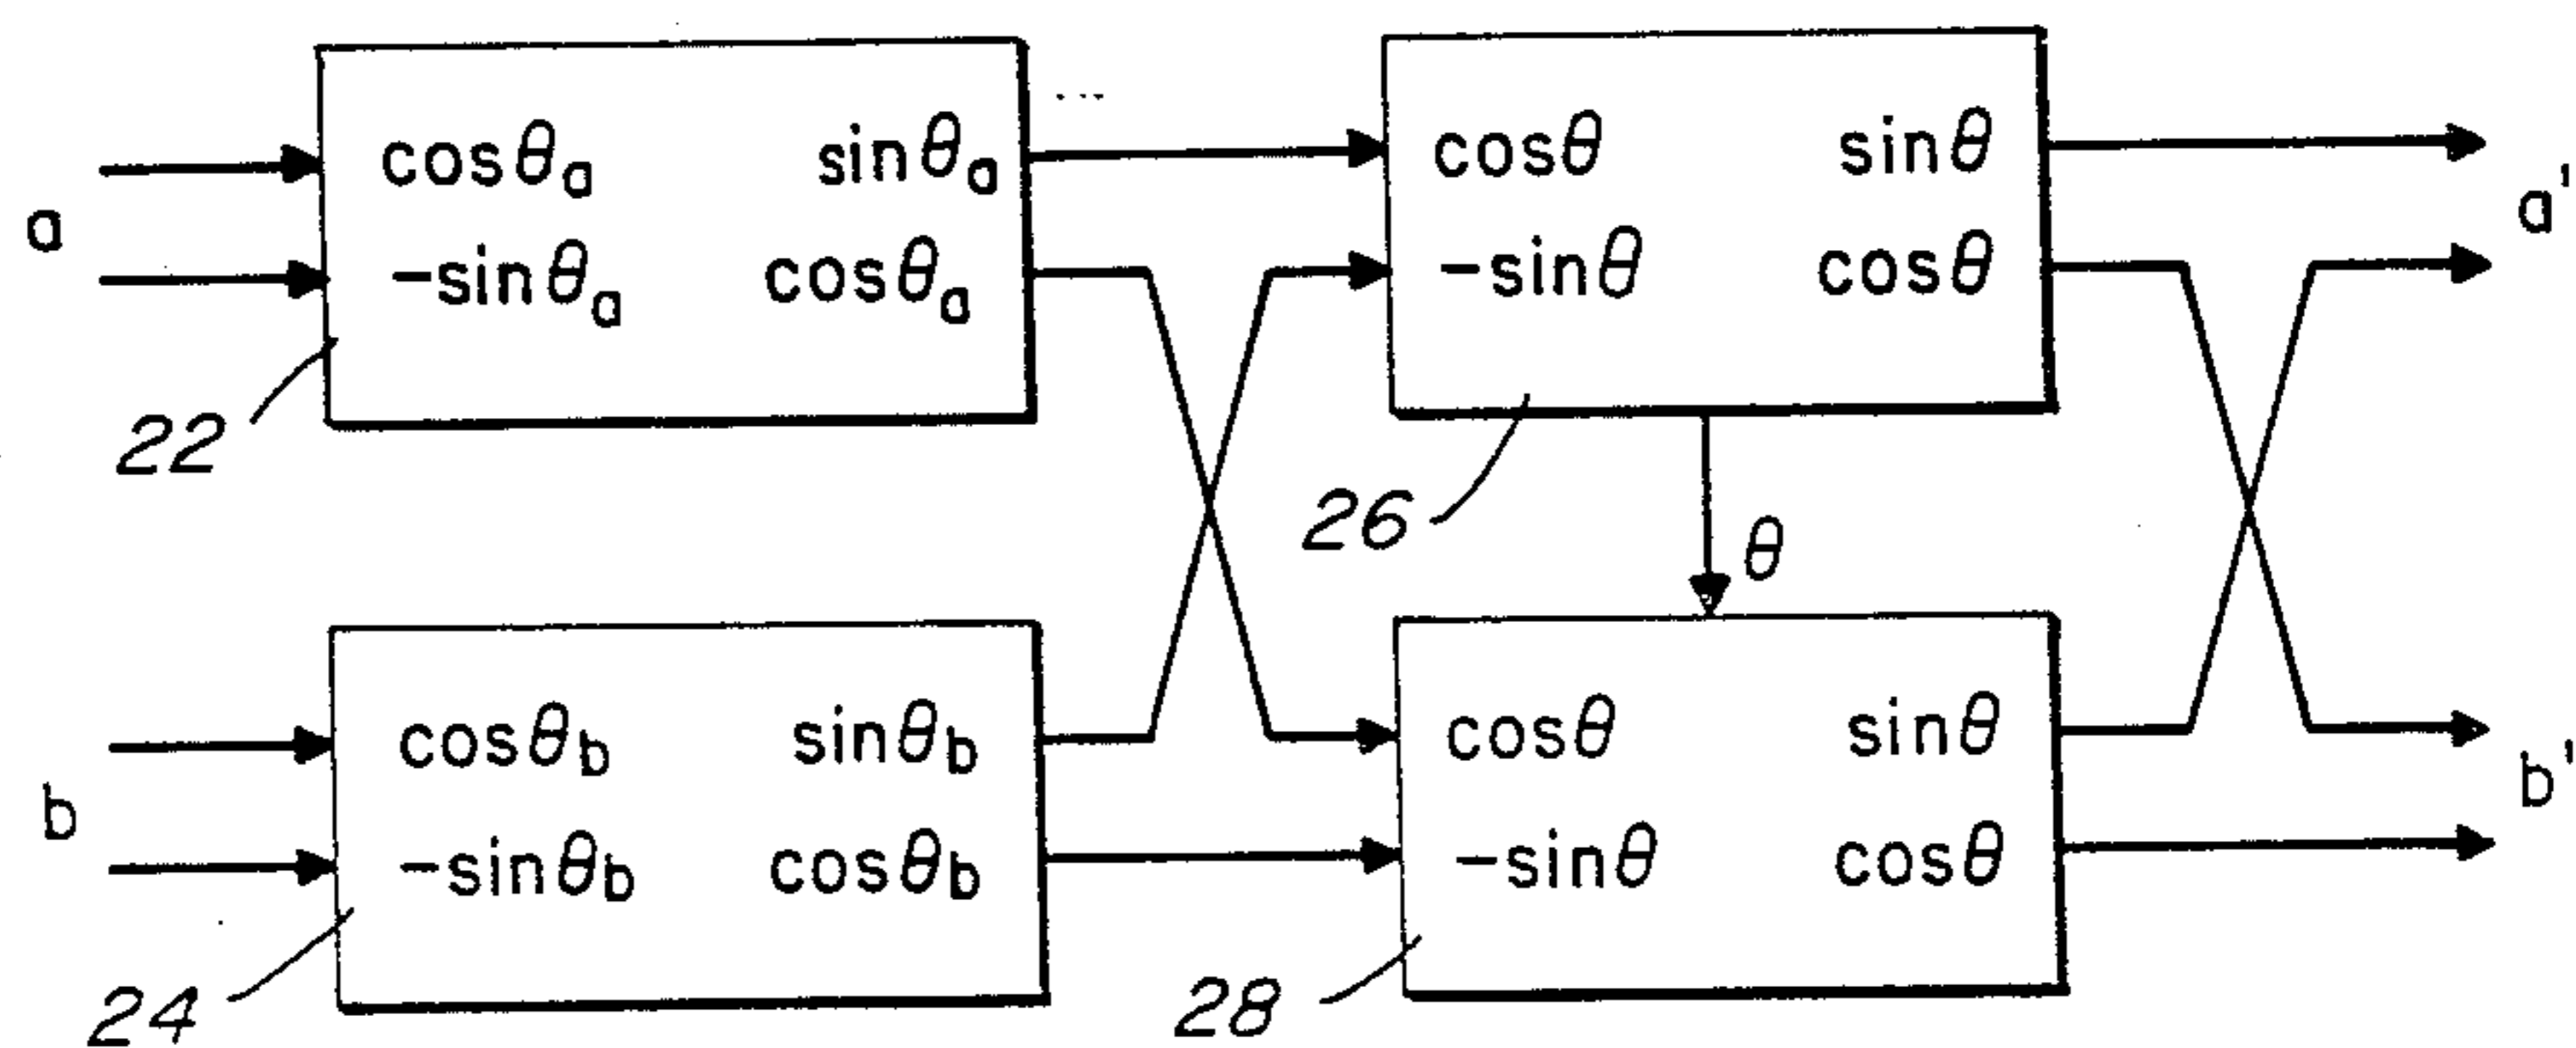 a
cosθa sinθa
-sinθa cosθa
22
cosθ sinθ
-sinθ cosθ
26
a'
θ
b
cosθb sinθb
-sinθb cosθb
24
cosθ sinθ
-sinθ cosθ
28
b'